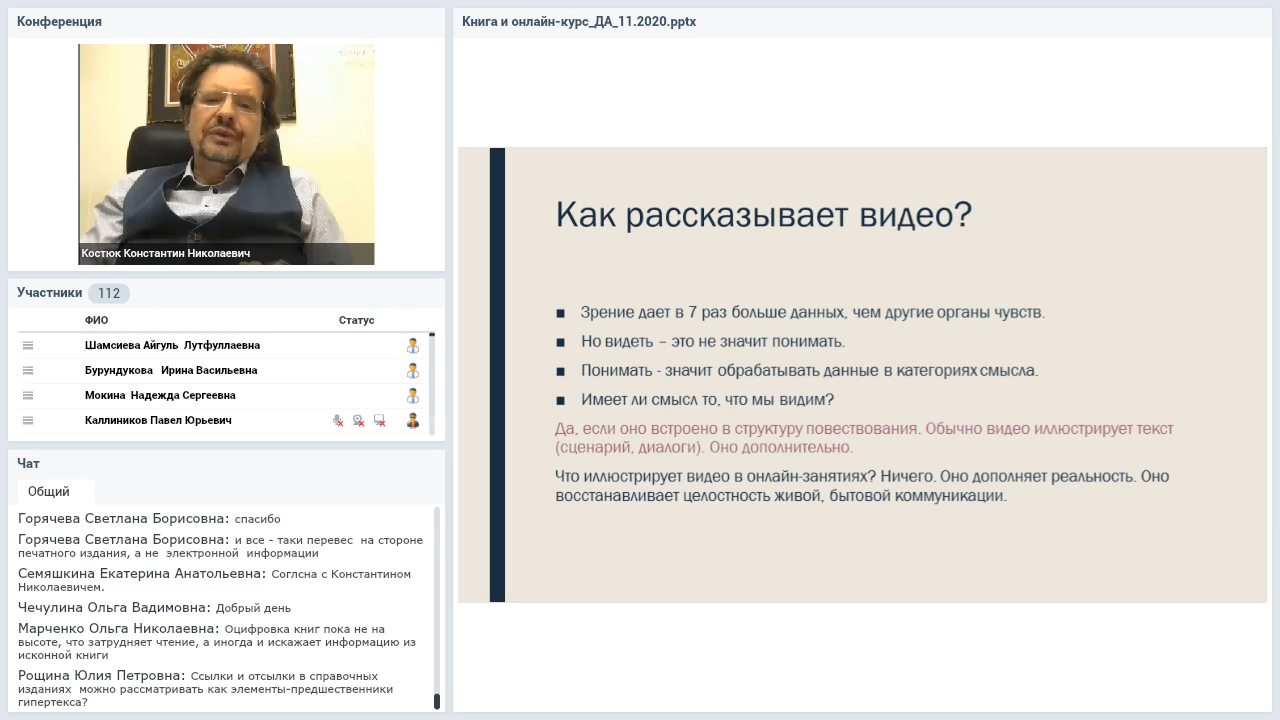 Конференция
Костюк Константин Николаевич
Участники 112
ФИО Статус
Шамсиева Айгуль Лутфуллаевна
Бурундукова Ирина Васильевна
Мокина Надежда Сергеевна
Каллиников Павел Юрьевич
Чат
Общий
Горячева Светлана Борисовна: спасибо
Горячева Светлана Борисовна: и все - таки перевес на стороне
печатного издания, а не электронной информации
Семяшкина Екатерина Анатольевна: Соглсна с Константином
Николаевичем.
Чечулина Ольга Вадимовна: Добрый день
Марченко Ольга Николаевна: Оцифровка книг пока не на
высоте, что затрудняет чтение, а иногда и искажает информацию из
исконной книги
Рощина Юлия Петровна: Ссылки и отсылки в справочных
изданиях можно рассматривать как элементы-предшественники
гипертекса?
Книга и онлайн-курс_ДА_11.2020.pptx
Как рассказывает видео?
Зрение дает в 7 раз больше данных, чем другие органы чувств.
Но видеть – это не значит понимать.
Понимать - значит обрабатывать данные в категориях смысла.
Имеет ли смысл то, что мы видим?
Да, если оно встроено в структуру повествования. Обычно видео иллюстрирует текст
(сценарий, диалоги). Оно дополнительно.
Что иллюстрирует видео в онлайн-занятиях? Ничего. Оно дополняет реальность. Оно
восстанавливает целостность живой, бытовой коммуникации.